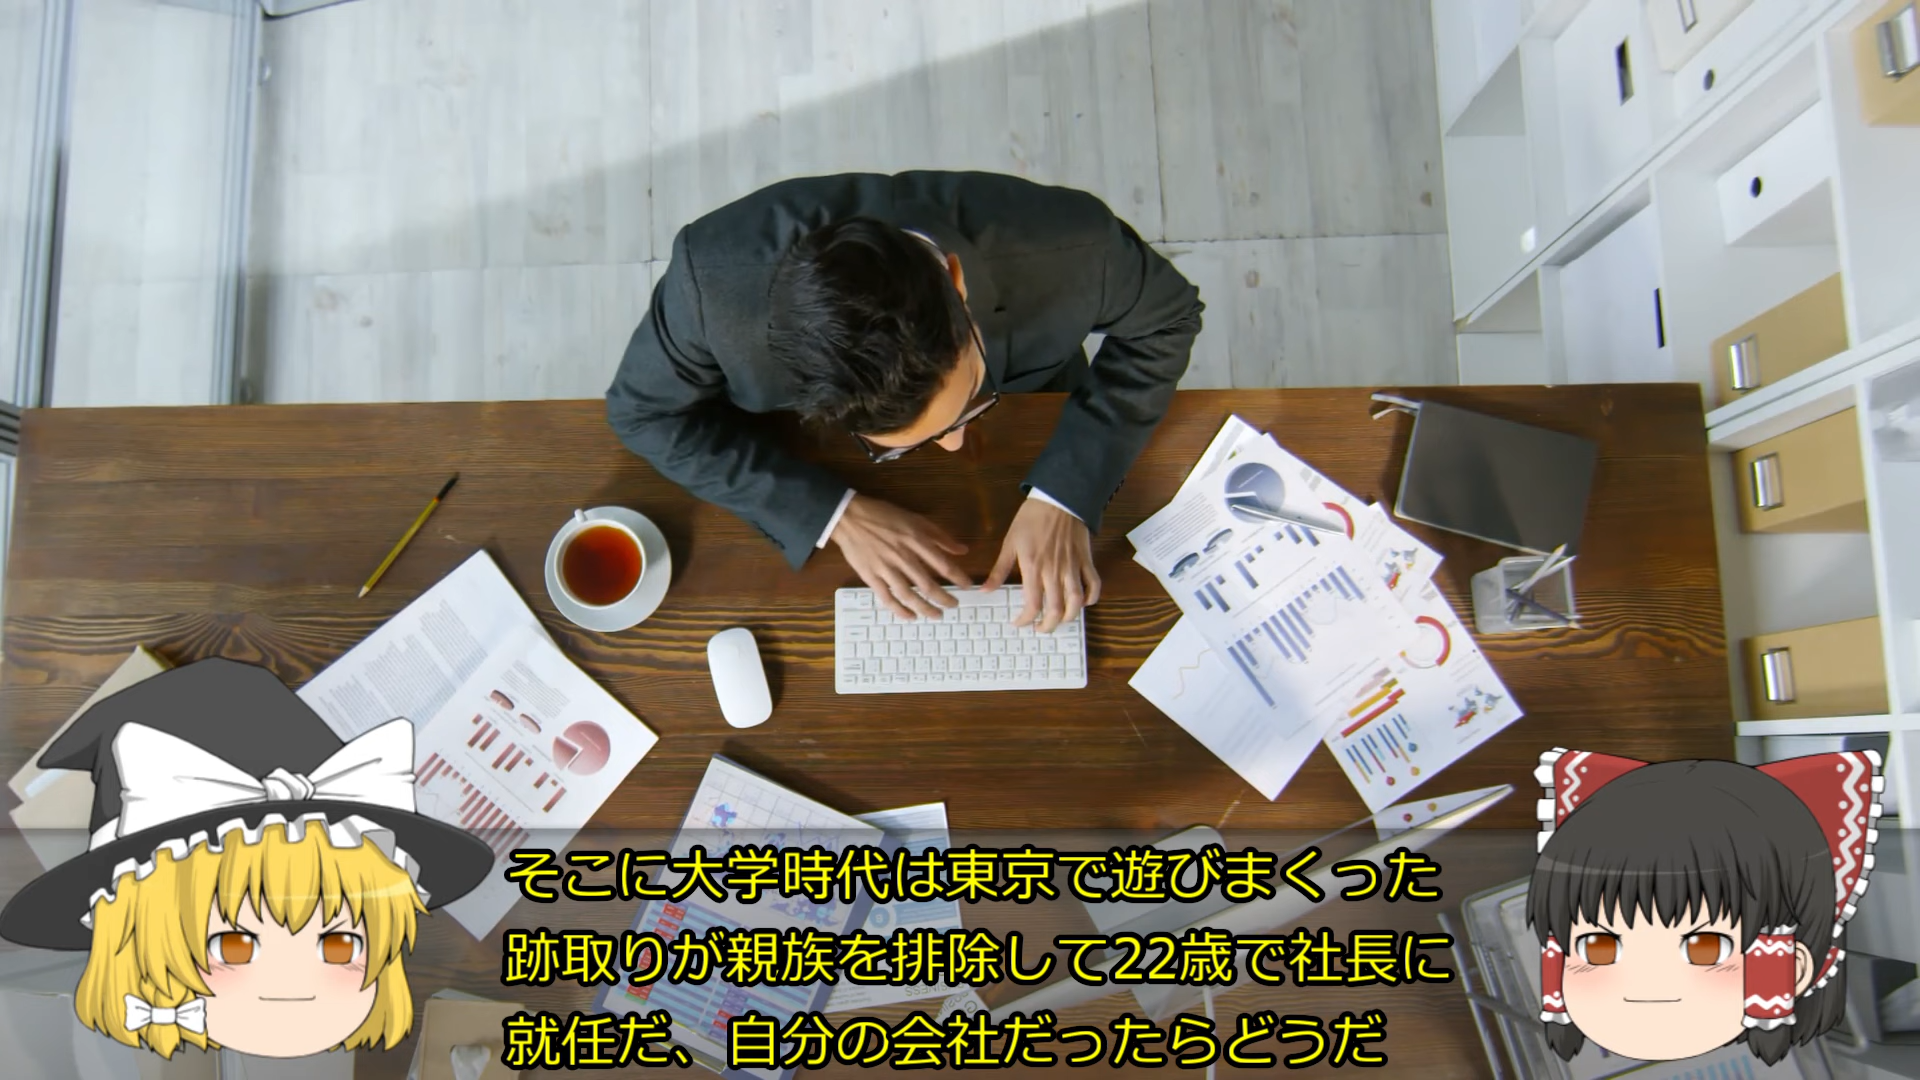 そこに大学時代は東京で遊びまくった
跡取りが親族を排除して22歳で社長に
就任だ、自分の会社だったらどうだ